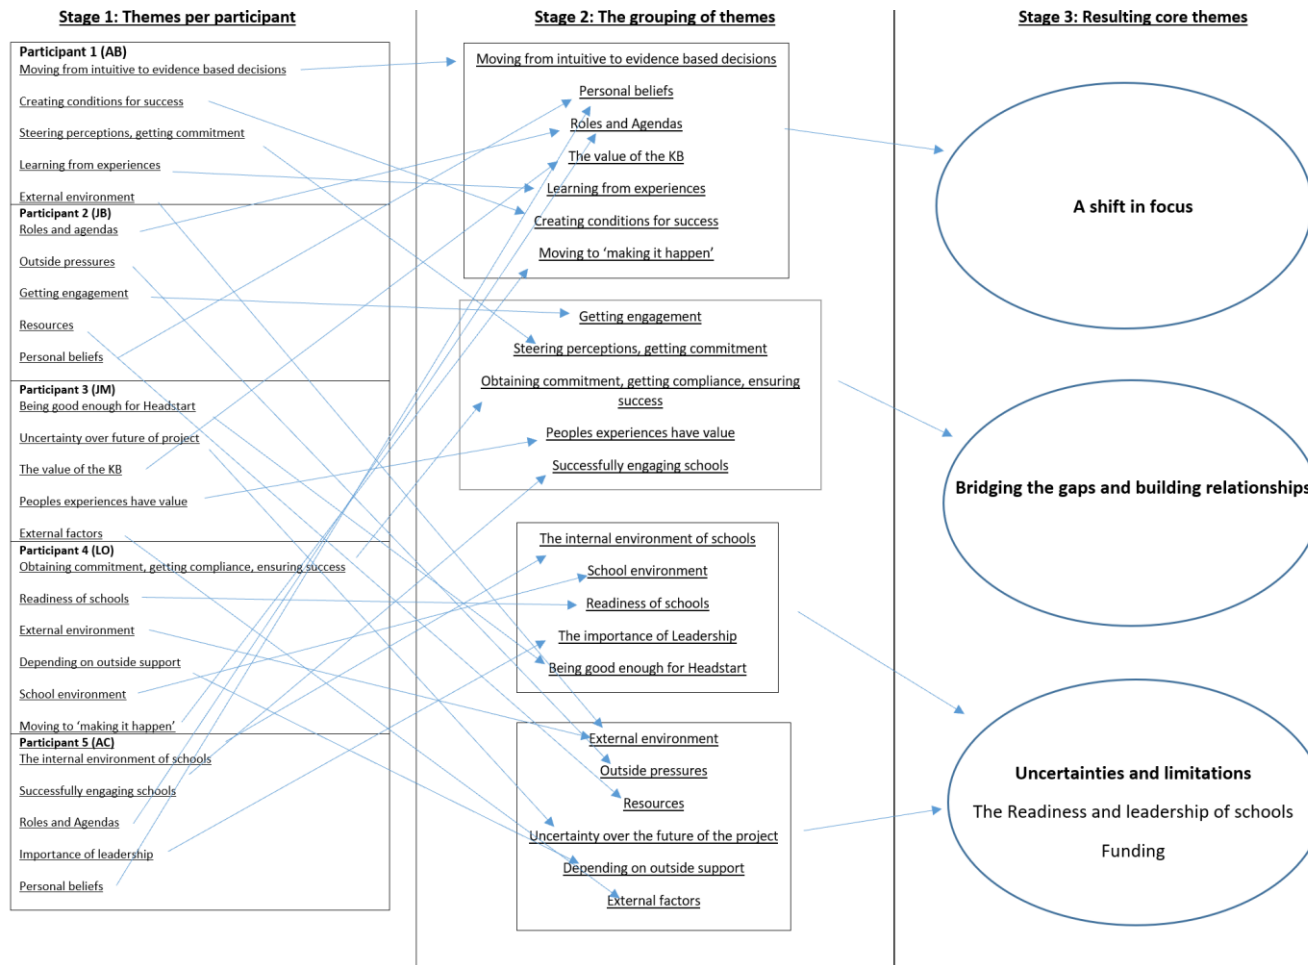 Stage 1: Themes per participant
Participant 1 (AB)
Moving from intuitive to evidence based decisions
Creating conditions for success
Steering perceptions, getting commitment
Learning from experiences
External environment
Participant 2 (JB)
Roles and agendas
Outside pressures
Getting engagement
Resources
Personal beliefs
Participant 3 (JM)
Being good enough for Headstart
Uncertainty over future of project
The value of the KB
Peoples experiences have value
External factors
Participant 4 (LO)
Obtaining commitment, getting compliance, ensuring success
Readiness of schools
External environment
Depending on outside support
School environment
Moving to ‘making it happen’
Participant 5 (AC)
The internal environment of schools
Successfully engaging schools
Roles and Agendas
Importance of leadership
Personal beliefs
Stage 2: The grouping of themes
Moving from intuitive to evidence based decisions
Personal beliefs
Roles and Agendas
The value of the KB
Learning from experiences
Creating conditions for success
Moving to ‘making it happen’
Getting engagement
Steering perceptions, getting commitment
Obtaining commitment, getting compliance, ensuring
success
Peoples experiences have value
Successfully engaging schools
The internal environment of schools
School environment
Readiness of schools
The importance of Leadership
Being good enough for Headstart
External environment
Outside pressures
Resources
Uncertainty over the future of the project
Depending on outside support
External factors
Stage 3: Resulting core themes
A shift in focus
Bridging the gaps and building relationships
Uncertainties and limitations
The Readiness and leadership of schools
Funding